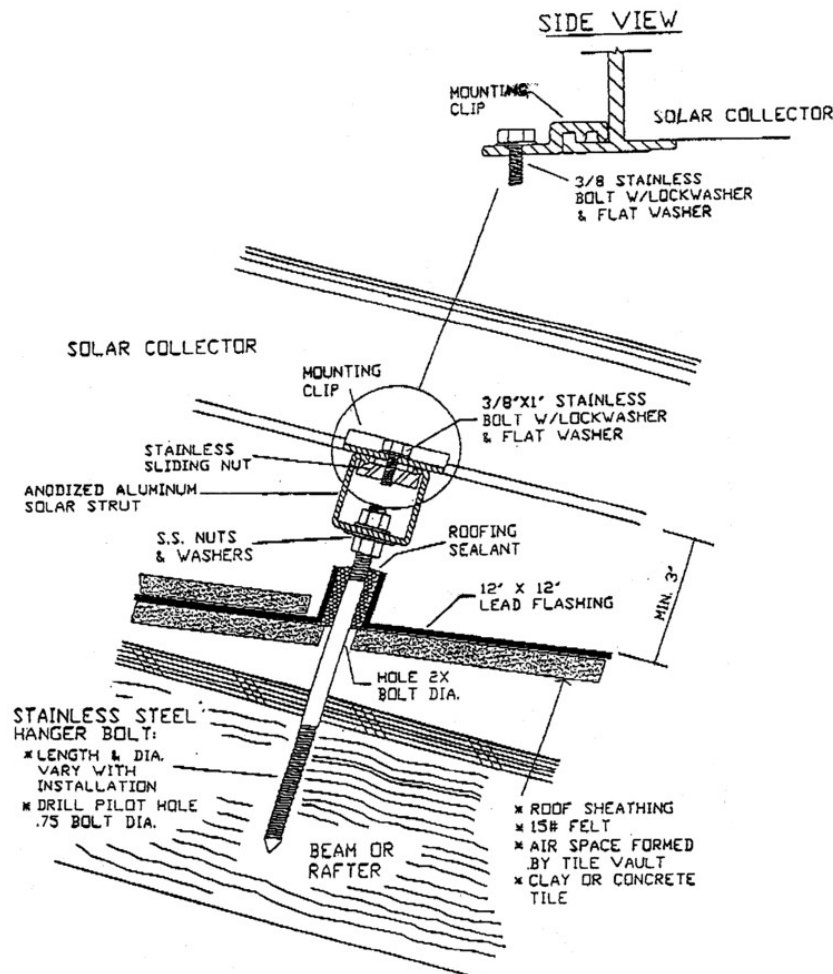 SIDE VIEW
MOUNTING
CLIP
SOLAR COLLECTOR
3/8 STAINLESS
BOLT W/LOCKWASHER
& FLAT WASHER
SOLAR COLLECTOR
MOUNTING
CLIP
3/8"X1" STAINLESS
BOLT W/LOCKWASHER
& FLAT WASHER
STAINLESS
SLIDING NUT
ANODIZED ALUMINUM
SOLAR STRUT
S.S. NUTS
& WASHERS
ROOFING
SEALANT
12" X 12"
LEAD FLASHING
MIN. 3"
HOLE 2X
BOLT DIA.
STAINLESS STEEL
HANGER BOLT:
* LENGTH & DIA.
VARY WITH
INSTALLATION
* DRILL PILOT HOLE
.75 BOLT DIA.
BEAM OR
RAFTER
* ROOF SHEATHING
* 15# FELT
* AIR SPACE FORMED
BY TILE VAULT
* CLAY OR CONCRETE
TILE